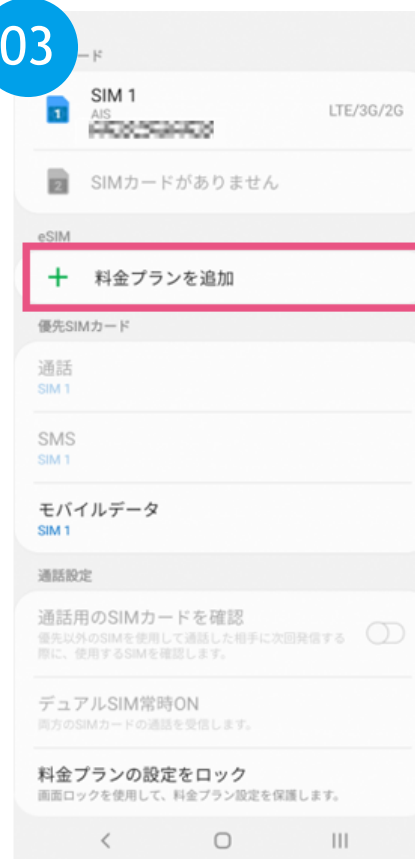 03
ード
SIM 1
AIS
LTE/3G/2G
1
2
SIMカードがありません
eSIM
+ 料金プランを追加
優先SIMカード
通話
SIM 1
SMS
SIM 1
モバイルデータ
SIM 1
通話設定
通話用のSIMカードを確認
優先以外のSIMを使用して通話した相手に次回発信する
際に、使用するSIMを確認します。
デュアルSIM常時ON
両方のSIMカードの通話を受信します。
料金プランの設定をロック
画面ロックを使用して、料金プラン設定を保護します。